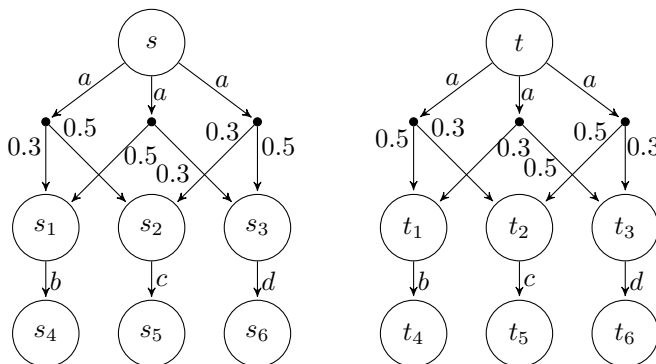 s t
a a a a a a
0.3 0.5 0.5 0.3 0.3 0.5 0.5 0.3 0.3 0.5 0.5 0.3
s1 s2 s3 t1 t2 t3
b c d b c d
s4 s5 s6 t4 t5 t6